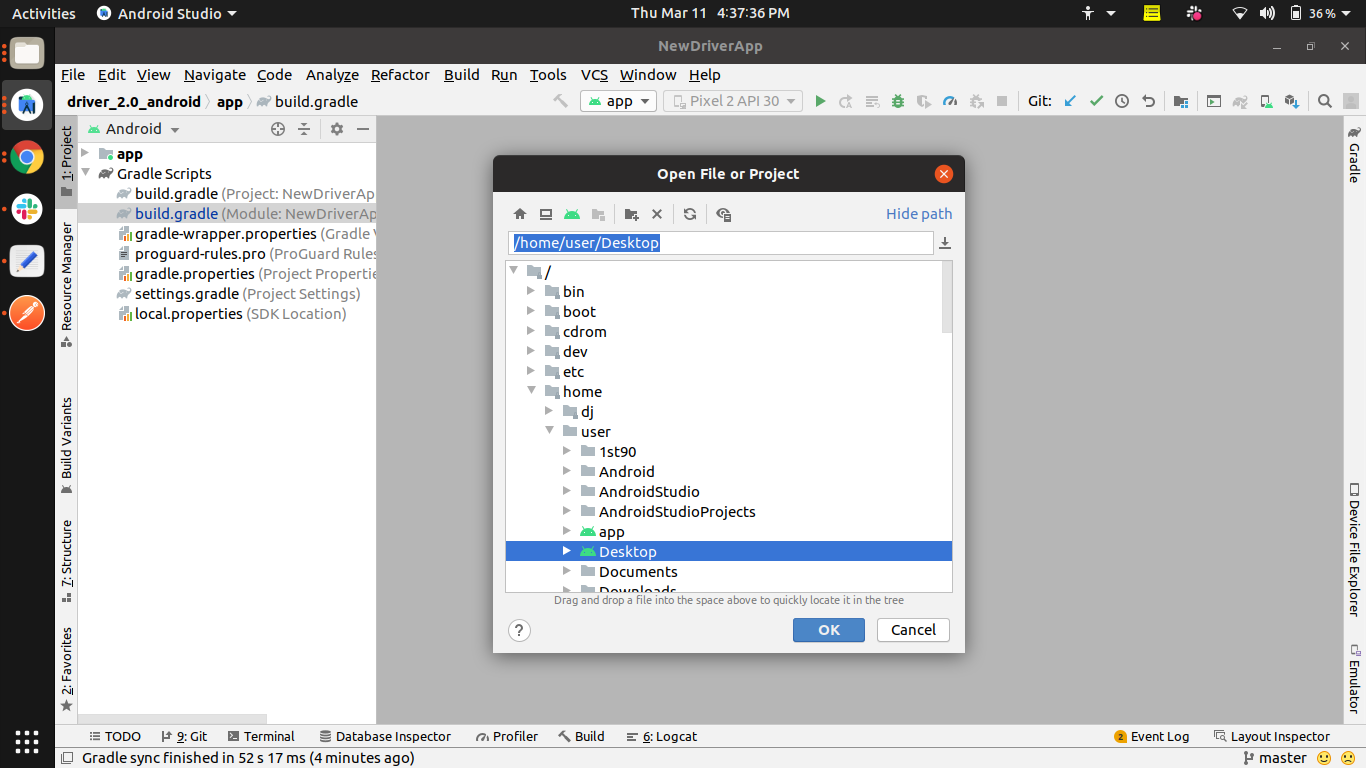 Activities Android Studio Thu Mar 11 4:37:36 PM 36 %
NewDriverApp
File Edit View Navigate Code Analyze Refactor Build Run Tools VCS Window Help
driver_2.0_android app build.gradle app Pixel 2 API 30 Git:
1: Project
Resource Manager
Build Variants
7: Structure
2: Favorites
Android
app
Gradle Scripts
build.gradle (Project: NewDriverAp
build.gradle (Module: NewDriverAp
gradle-wrapper.properties (Gradle V
proguard-rules.pro (ProGuard Rules
gradle.properties (Project Propertie
settings.gradle (Project Settings)
local.properties (SDK Location)
Open File or Project
Hide path
/home/user/Desktop
/
bin
boot
cdrom
dev
etc
home
dj
user
1st90
Android
AndroidStudio
AndroidStudioProjects
app
Desktop
Documents
Downloads
Drag and drop a file into the space above to quickly locate it in the tree
? OK Cancel
Gradle
Device File Explorer
Emulator
TODO 9: Git Terminal Database Inspector Profiler Build 6: Logcat 2 Event Log Layout Inspector
Gradle sync finished in 52 s 17 ms (4 minutes ago) master